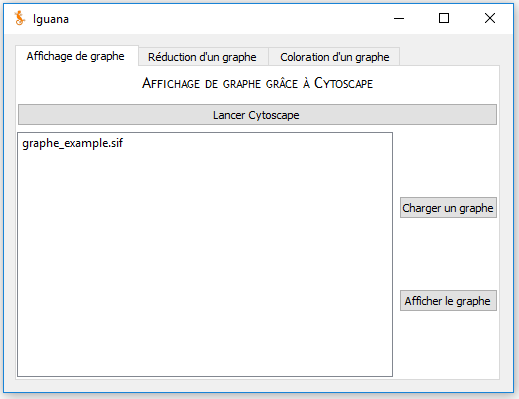 Iguana
Affichage de graphe
Réduction d'un graphe
Coloration d'un graphe
Affichage de graphe grâce à Cytoscape
Lancer Cytoscape
graphe_example.sif
Charger un graphe
Afficher le graphe